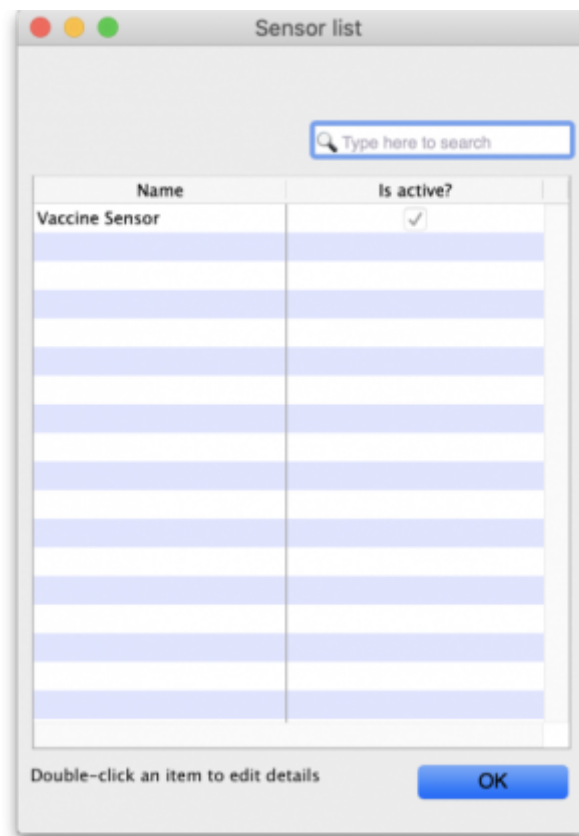 Sensor list
Type here to search
Name Is active?
Vaccine Sensor
Double-click an item to edit details
OK